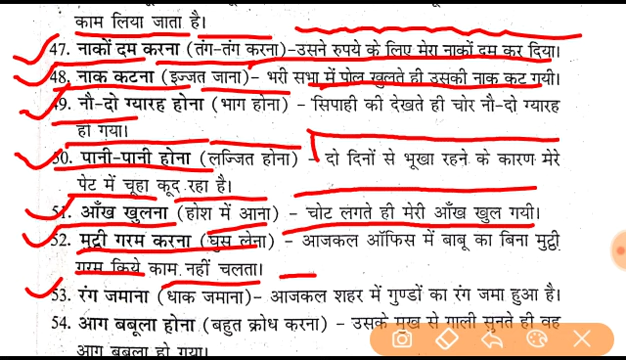 काम लिया जाता है।
47. नाकों दम करना (तंग-तंग करना)-उसने रुपये के लिए मेरा नाकों दम कर दिया।
48. नाक कटना (इज्जत जाना)- भरी सभा में पोल खुलते ही उसकी नाक कट गयी।
49. नौ-दो ग्यारह होना (भाग होना) - सिपाही की देखते ही चोर नौ-दो ग्यारह
हो गया।
50. पानी-पानी होना (लज्जित होना) - दो दिनों से भूखा रहने के कारण मेरे
पेट में चूहा कूद रहा है।
51. आँख खुलना (होश में आना) - चोट लगते ही मेरी आँख खुल गयी।
52. मुट्ठी गरम करना (घुस लेना) - आजकल ऑफिस में बाबू का बिना मुट्ठी
गरम किये काम नहीं चलता।
53. रंग जमाना (धाक जमाना)- आजकल शहर में गुण्डों का रंग जमा हुआ है।
54. आग बबूला होना (बहुत क्रोध करना) - उसके मुख से गाली सुनते ही वह
आग बबूला हो गया।